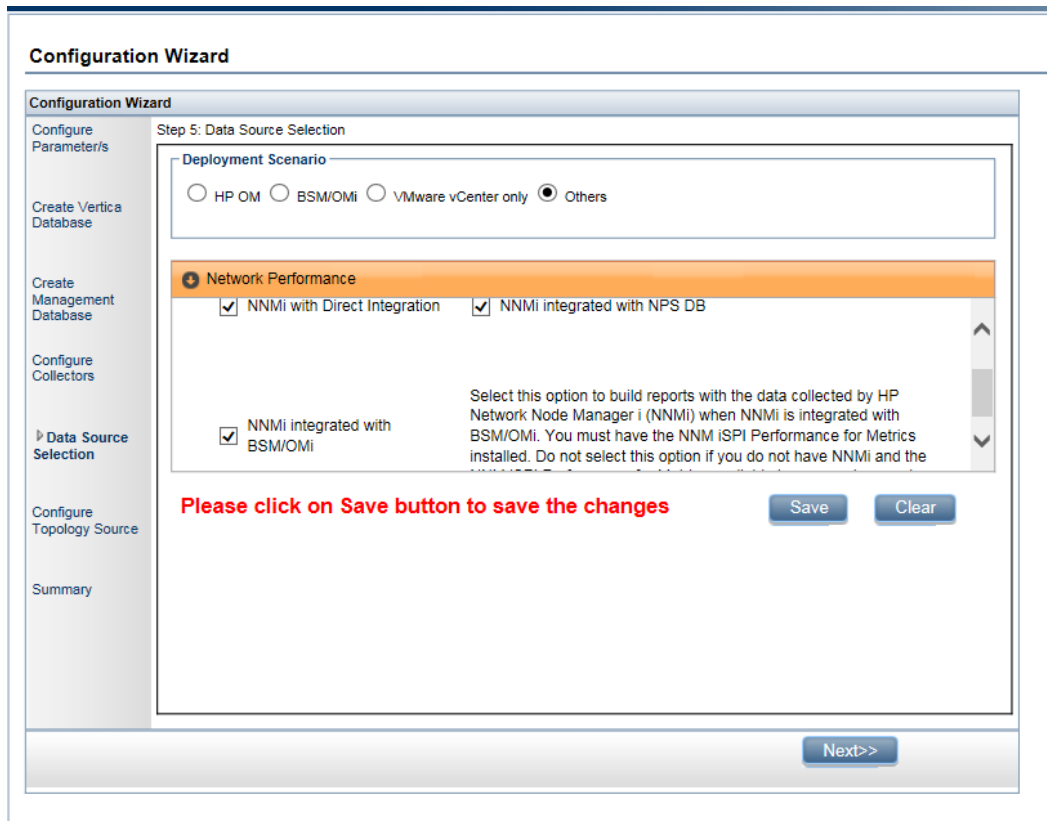 Configuration Wizard
Configuration Wizard
Configure
Parameter/s
Create Vertica
Database
Create
Management
Database
Configure
Collectors
Data Source
Selection
Configure
Topology Source
Summary
Step 5: Data Source Selection
Deployment Scenario
HP OM BSM/OMi VMware vCenter only Others
Network Performance
NNMi with Direct Integration NNMi integrated with NPS DB
NNMi integrated with
BSM/OMi
Select this option to build reports with the data collected by HP
Network Node Manager i (NNMi) when NNMi is integrated with
BSM/OMi. You must have the NNM iSPI Performance for Metrics
installed. Do not select this option if you do not have NNMi and the
Please click on Save button to save the changes
Save Clear
Next>>